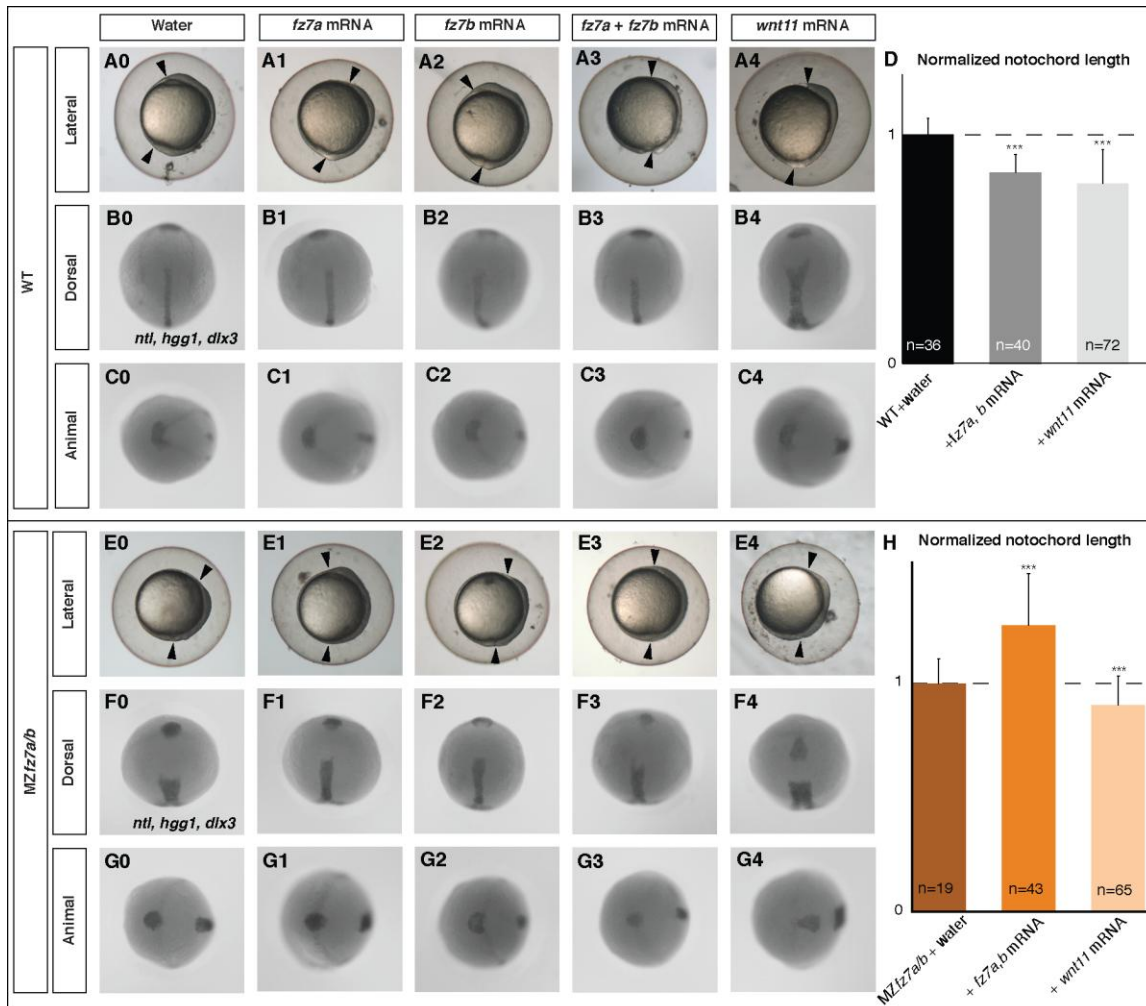 Water
fz7a mRNA
fz7b mRNA
fz7a + fz7b mRNA
wnt11 mRNA
WT
Lateral
A0
A1
A2
A3
A4
Dorsal
B0
B1
B2
B3
B4
ntl, hgg1, dlx3
Animal
C0
C1
C2
C3
C4
D
Normalized notochord length
1
0
***
***
n=36
n=40
n=72
WT+water
+fz7a, b mRNA
+wnt11 mRNA
MZfz7a/b
Lateral
E0
E1
E2
E3
E4
Dorsal
F0
F1
F2
F3
F4
ntl, hgg1, dlx3
Animal
G0
G1
G2
G3
G4
H
Normalized notochord length
1
0
***
***
n=19
n=43
n=65
MZfz7a/b + water
+ fz7a,b mRNA
+ wnt11 mRNA